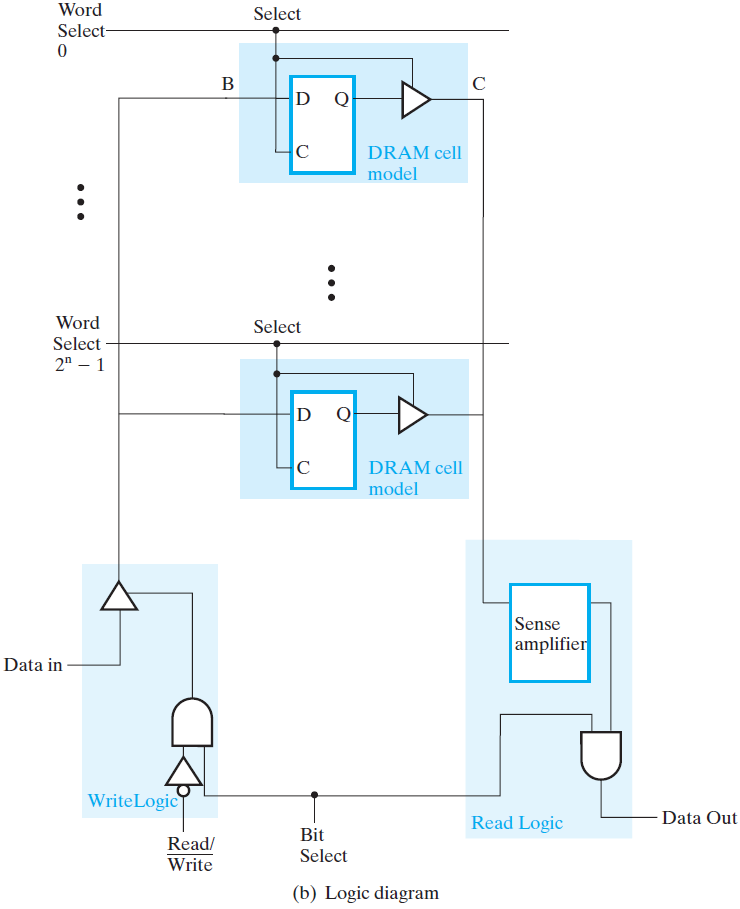 Word
Select
0
Select
B
C
D
Q
C
DRAM cell
model
Word
Select
2ⁿ – 1
Select
D
Q
C
DRAM cell
model
Sense
amplifier
Data in
WriteLogic
Read/
Write
Bit
Select
Read Logic
Data Out
(b) Logic diagram